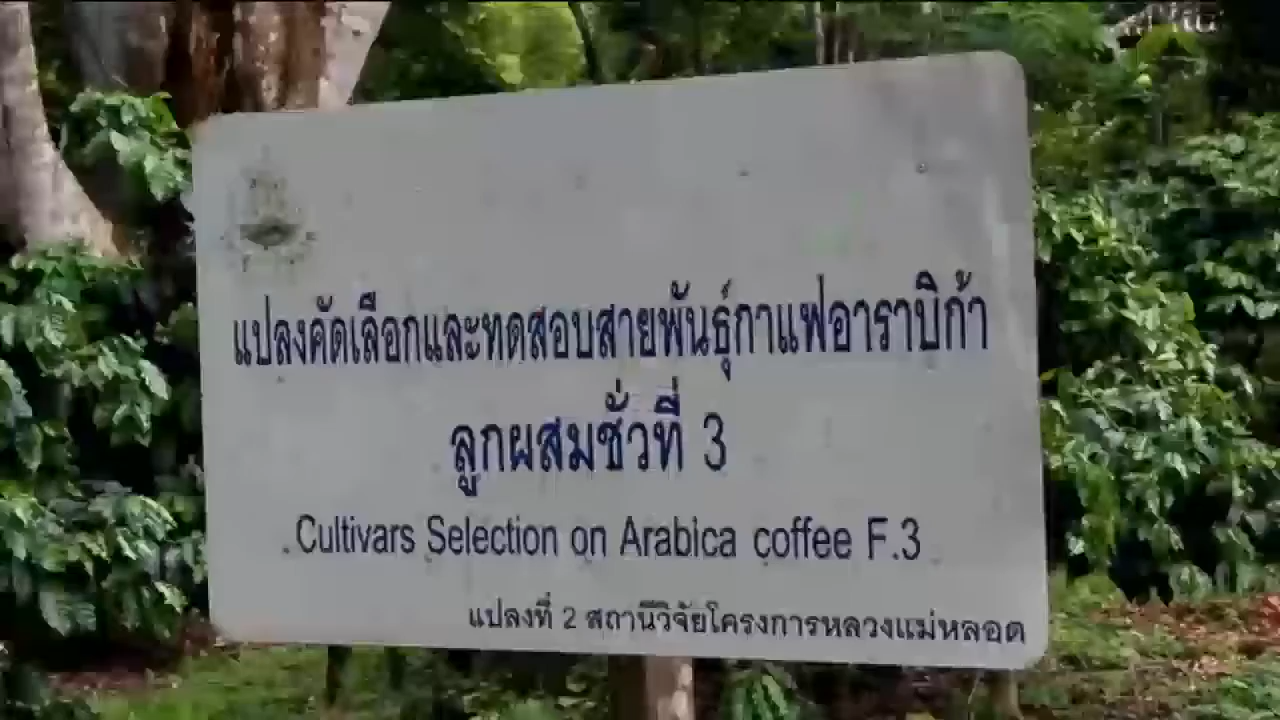 แปลงคัดเลือกและทดสอบสายพันธุ์กาแฟอาราบิก้า
ลูกผสมชั่วที่ 3
Cultivars Selection on Arabica coffee F.3
แปลงที่ 2 สถานีวิจัยโครงการหลวงแม่หลอด